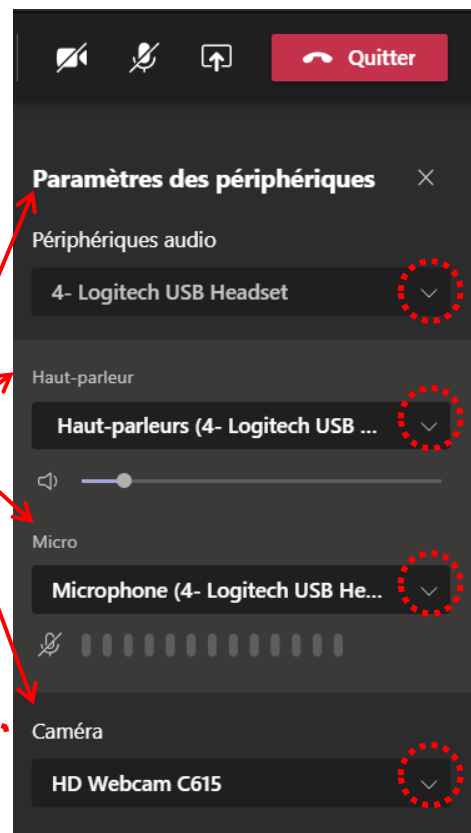 Quitter
Paramètres des périphériques
Périphériques audio
4- Logitech USB Headset
Haut-parleur
Haut-parleurs (4- Logitech USB ...
Micro
Microphone (4- Logitech USB He...
Caméra
HD Webcam C615